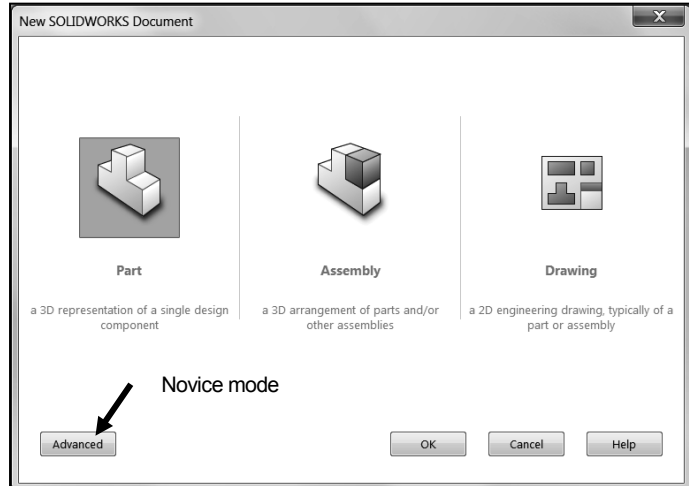 New SOLIDWORKS Document
X
Part
a 3D representation of a single design
component
Assembly
a 3D arrangement of parts and/or
other assemblies
Drawing
a 2D engineering drawing, typically of a
part or assembly
Novice mode
Advanced
OK
Cancel
Help